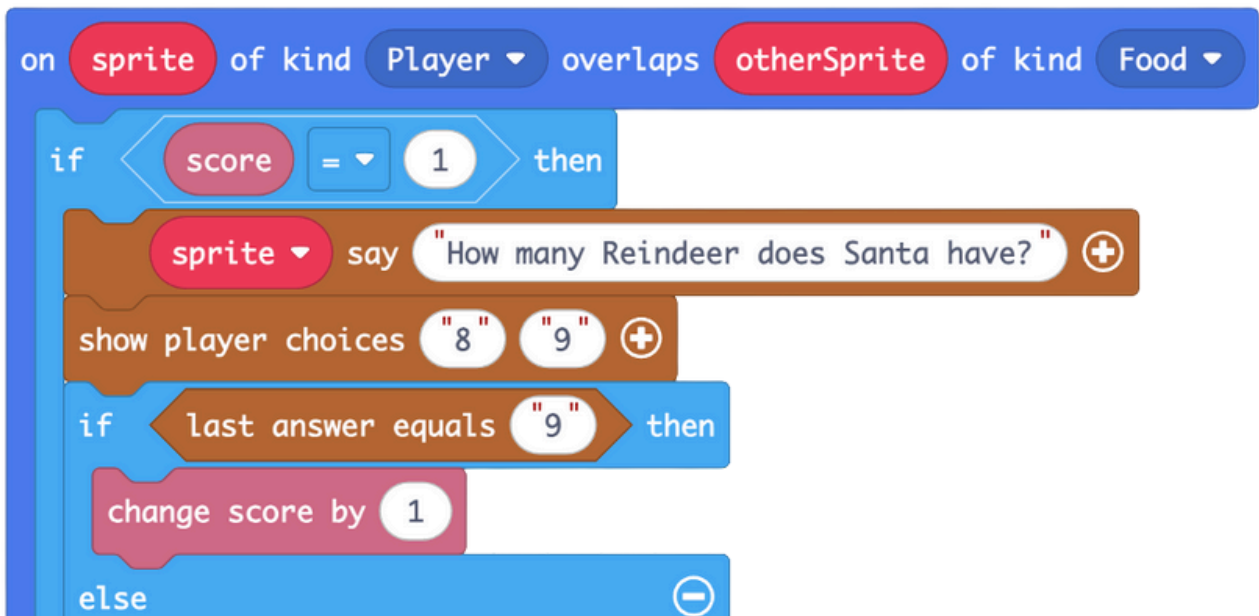 on sprite of kind Player overlaps otherSprite of kind Food
if score = 1 then
sprite say "How many Reindeer does Santa have?"
show player choices "8" "9"
if last answer equals "9" then
change score by 1
else